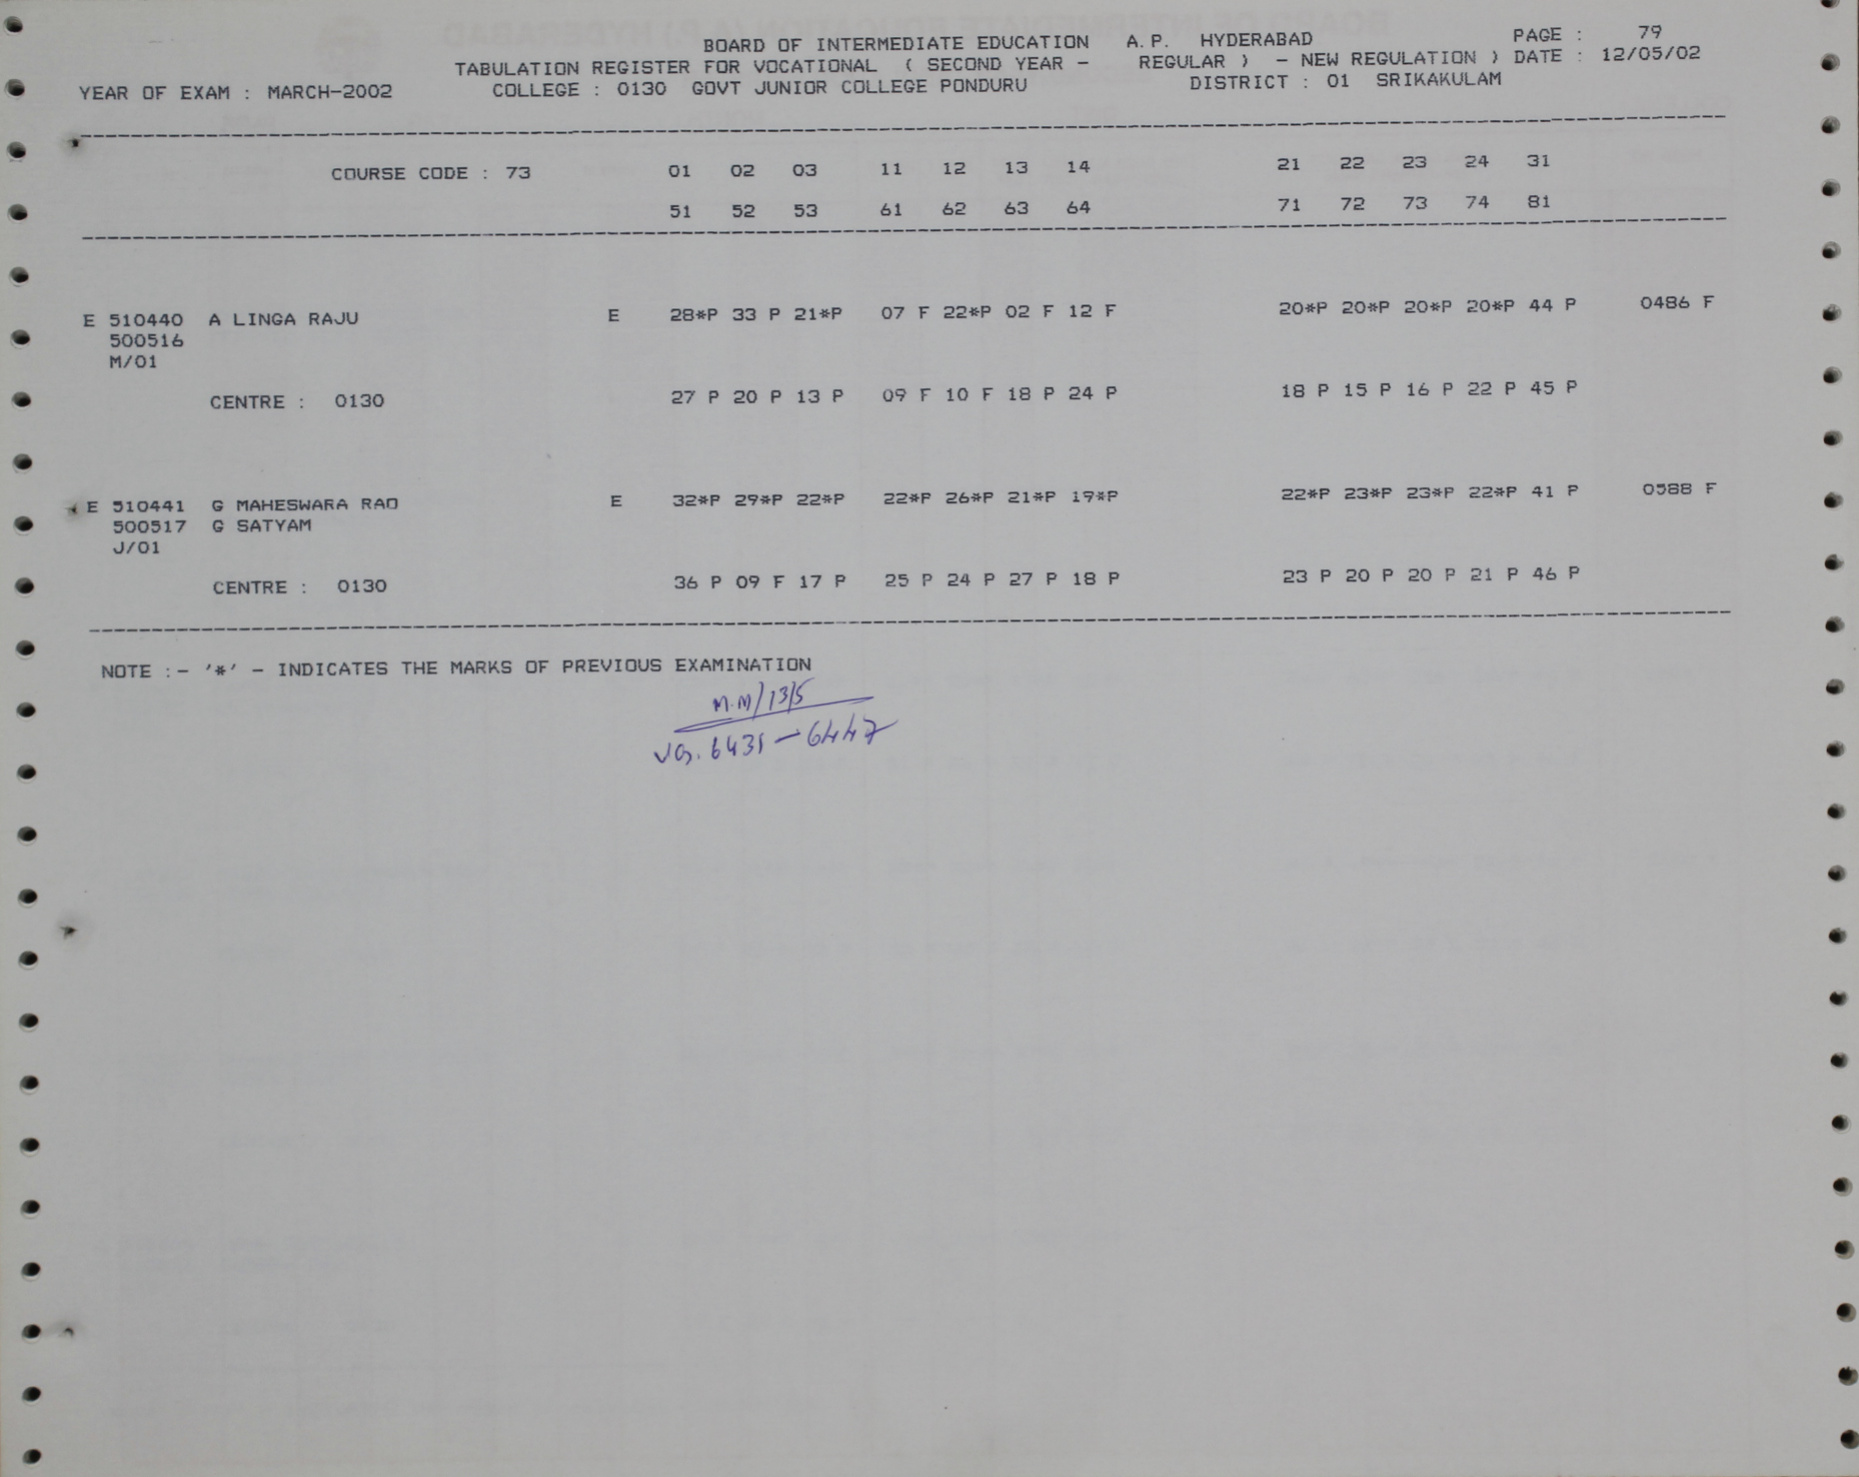 BOARD OF INTERMEDIATE EDUCATION A.P. HYDERABAD PAGE : 79
TABULATION REGISTER FOR VOCATIONAL ( SECOND YEAR - REGULAR ) - NEW REGULATION ) DATE : 12/05/02
YEAR OF EXAM : MARCH-2002 COLLEGE : 0130 GOVT JUNIOR COLLEGE PONDURU DISTRICT : 01 SRIKAKULAM
COURSE CODE : 73 01 02 03 11 12 13 14 21 22 23 24 31
51 52 53 61 62 63 64 71 72 73 74 81
E 510440 A LINGA RAJU E 28*P 33 P 21*P 07 F 22*P 02 F 12 F 20*P 20*P 20*P 20*P 44 P 0486 F
500516
M/01
CENTRE : 0130 27 P 20 P 13 P 09 F 10 F 18 P 24 P 18 P 15 P 16 P 22 P 45 P
E 510441 G MAHESWARA RAO E 32*P 29*P 22*P 22*P 26*P 21*P 19*P 22*P 23*P 23*P 22*P 41 P 0588 F
500517 G SATYAM
J/01
CENTRE : 0130 36 P 09 F 17 P 25 P 24 P 27 P 18 P 23 P 20 P 20 P 21 P 46 P
NOTE :- '*' - INDICATES THE MARKS OF PREVIOUS EXAMINATION
M.M/13/5
6431 - 6447